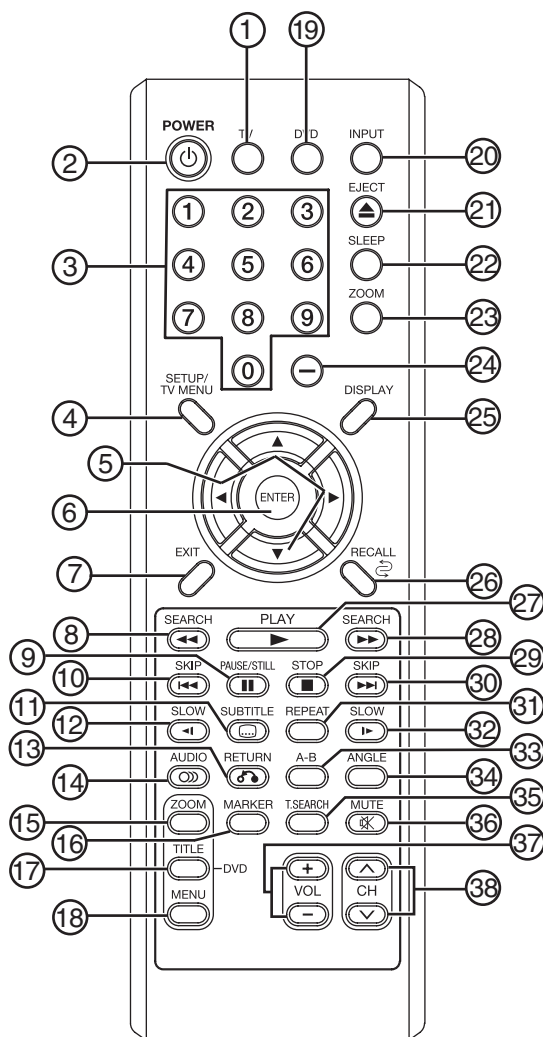 ① ⑲
POWER TV DVD INPUT
② ⑳
EJECT
1 2 3 ㉑
SLEEP
③ 4 5 6 ㉒
ZOOM
7 8 9 ㉓
0 − ㉔
SETUP/
TV MENU DISPLAY
④ ㉕
⑤
⑥ ENTER
EXIT RECALL
⑦ ㉖
㉗
SEARCH PLAY SEARCH
⑧ ㉘
⑨ SKIP PAUSE/STILL STOP SKIP ㉙
⑩ ㉚
⑪ SLOW SUBTITLE REPEAT SLOW ㉛
⑫ ㉜
⑬ AUDIO RETURN A-B ANGLE ㉝
⑭ ㉞
ZOOM MARKER T.SEARCH MUTE ㉟
⑮ ⑯ ㊱
TITLE ㊲
⑰ DVD + VOL − CH ㊳
MENU
⑱